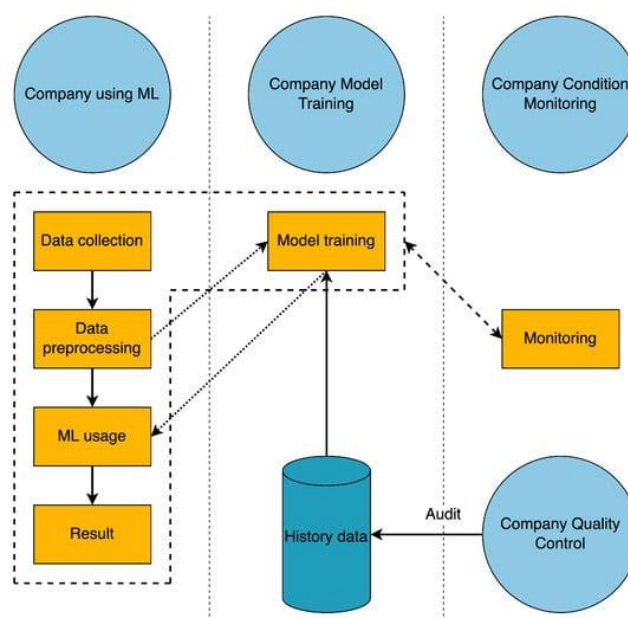 Company using ML
Company Model
Training
Company Condition
Monitoring
Data collection
Model training
Data
preprocessing
Monitoring
ML usage
Result
History data
Audit
Company Quality
Control